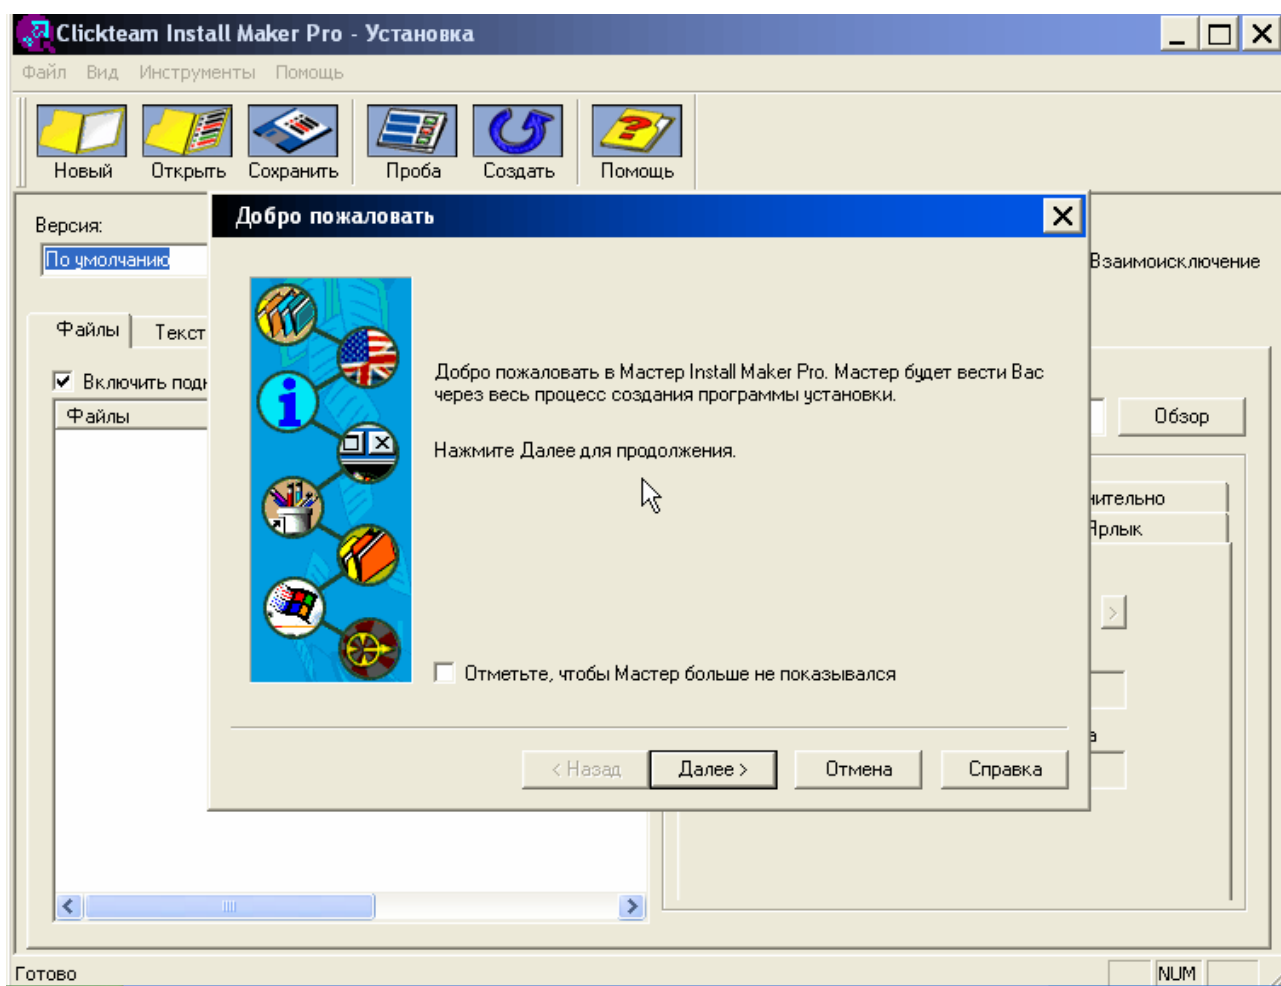 Clickteam Install Maker Pro - Установка
Файл Вид Инструменты Помощь
Новый Открыть Сохранить Проба Создать Помощь
Версия:
По умолчанию
Взаимоисключение
Файлы Текст
Включить
Файлы
Обзор
Ярлык
>
Добро пожаловать
Добро пожаловать в Мастер Install Maker Pro. Мастер будет вести Вас
через весь процесс создания программы установки.
Нажмите Далее для продолжения.
Отметьте, чтобы Мастер больше не показывался
< Назад Далее > Отмена Справка
Готово
NUM